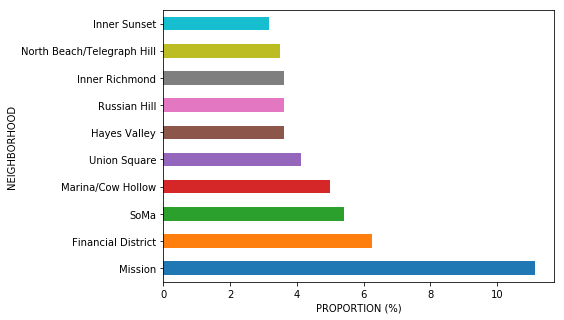 Inner Sunset
North Beach/Telegraph Hill
Inner Richmond
Russian Hill
Hayes Valley
Union Square
Marina/Cow Hollow
SoMa
Financial District
Mission
NEIGHBORHOOD
0 2 4 6 8 10
PROPORTION (%)